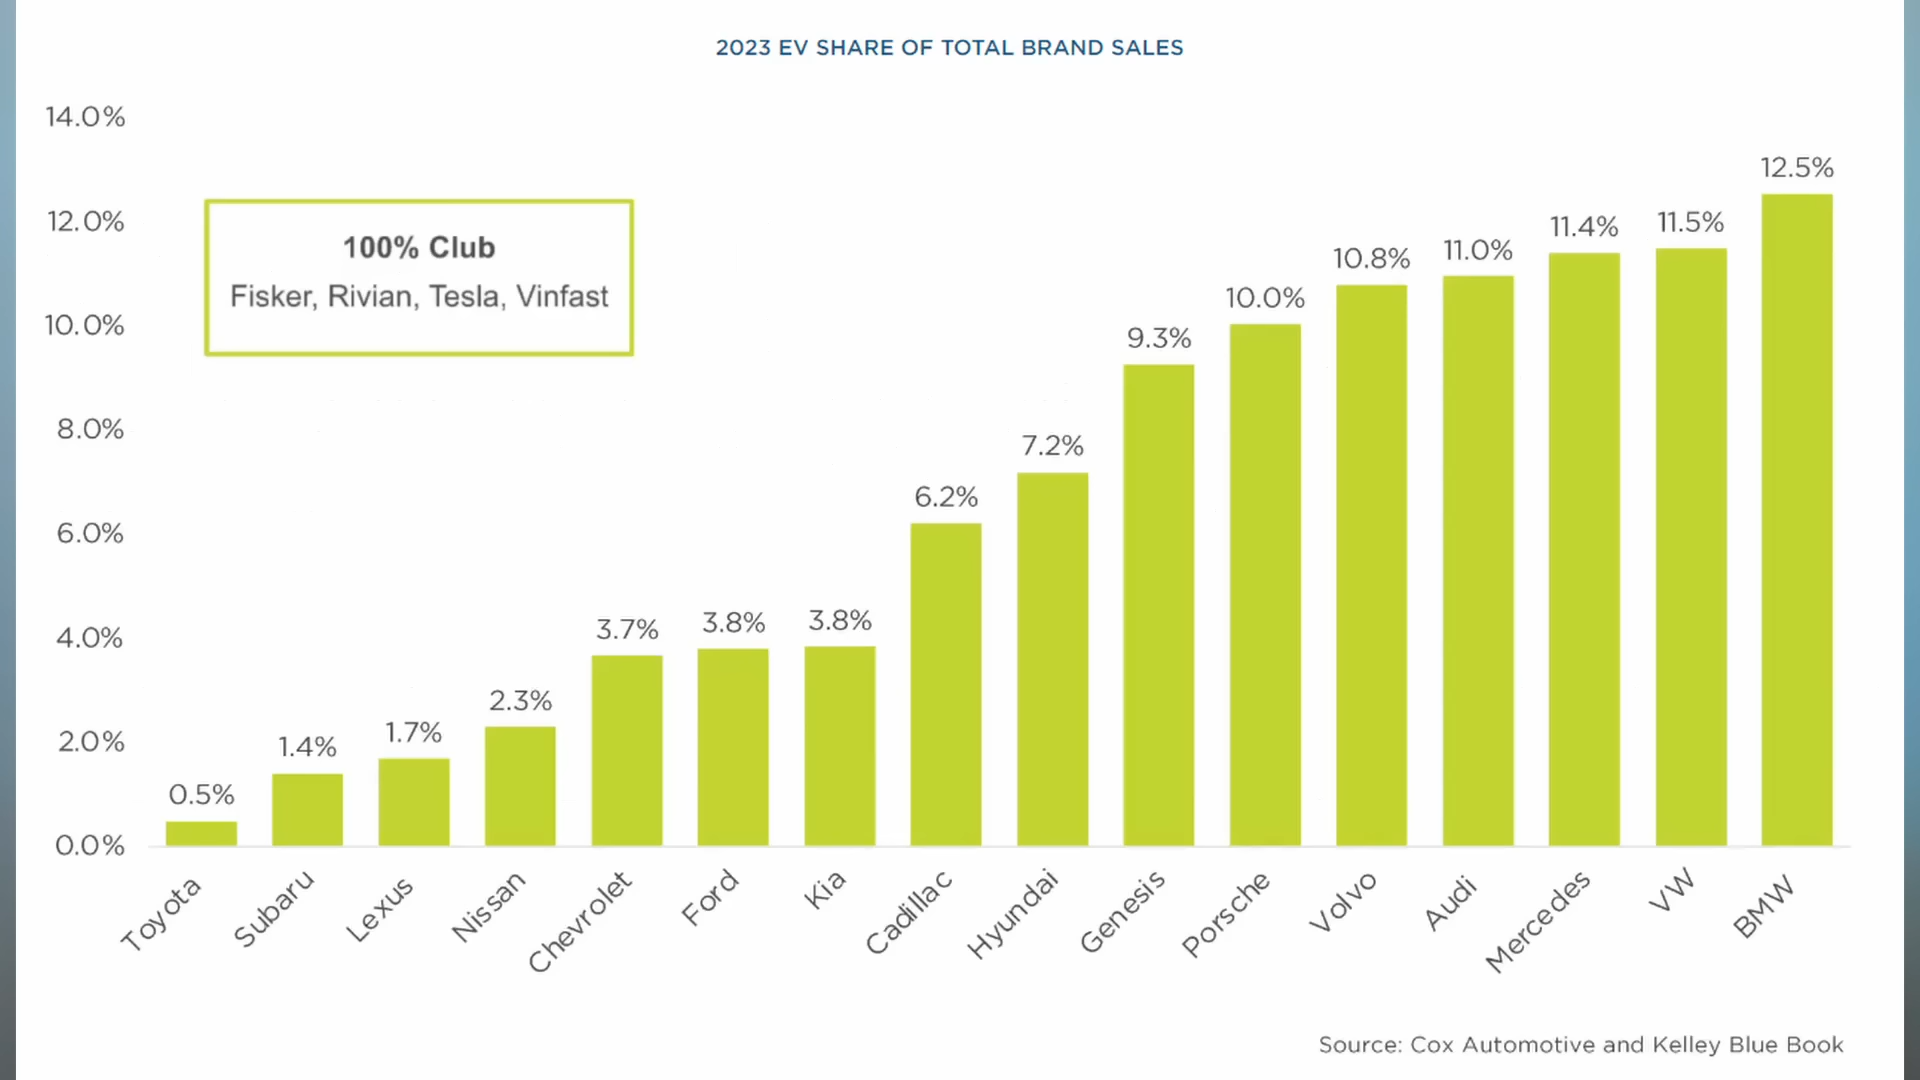 2023 EV SHARE OF TOTAL BRAND SALES
14.0%
12.0%
10.0%
8.0%
6.0%
4.0%
2.0%
0.0%
100% Club
Fisker, Rivian, Tesla, Vinfast
0.5%
1.4%
1.7%
2.3%
3.7%
3.8%
3.8%
6.2%
7.2%
9.3%
10.0%
10.8%
11.0%
11.4%
11.5%
12.5%
Toyota
Subaru
Lexus
Nissan
Chevrolet
Ford
Kia
Cadillac
Hyundai
Genesis
Porsche
Volvo
Audi
Mercedes
VW
BMW
Source: Cox Automotive and Kelley Blue Book